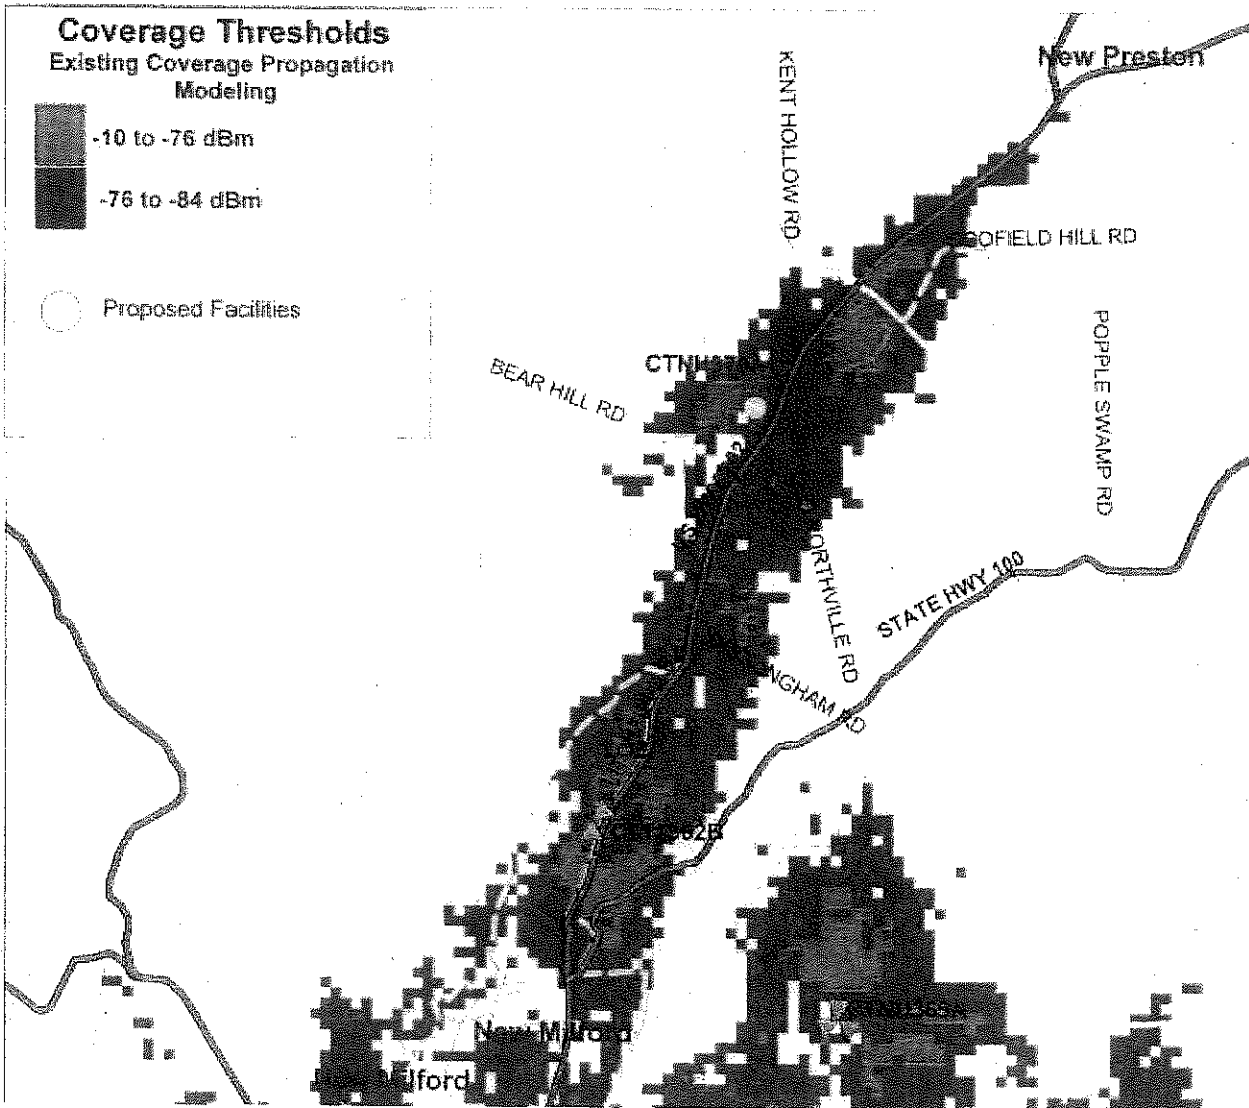 Coverage Thresholds
Existing Coverage Propagation
Modeling
-10 to -76 dBm
-76 to -84 dBm
Proposed Facilities
New Preston
KENT HOLLOW RD
OFIELD HILL RD
POPPLE SWAMP RD
BEAR HILL RD
ORTHVILLE RD
STATE HWY 100
NGHAM RD
New Milford
New Milford